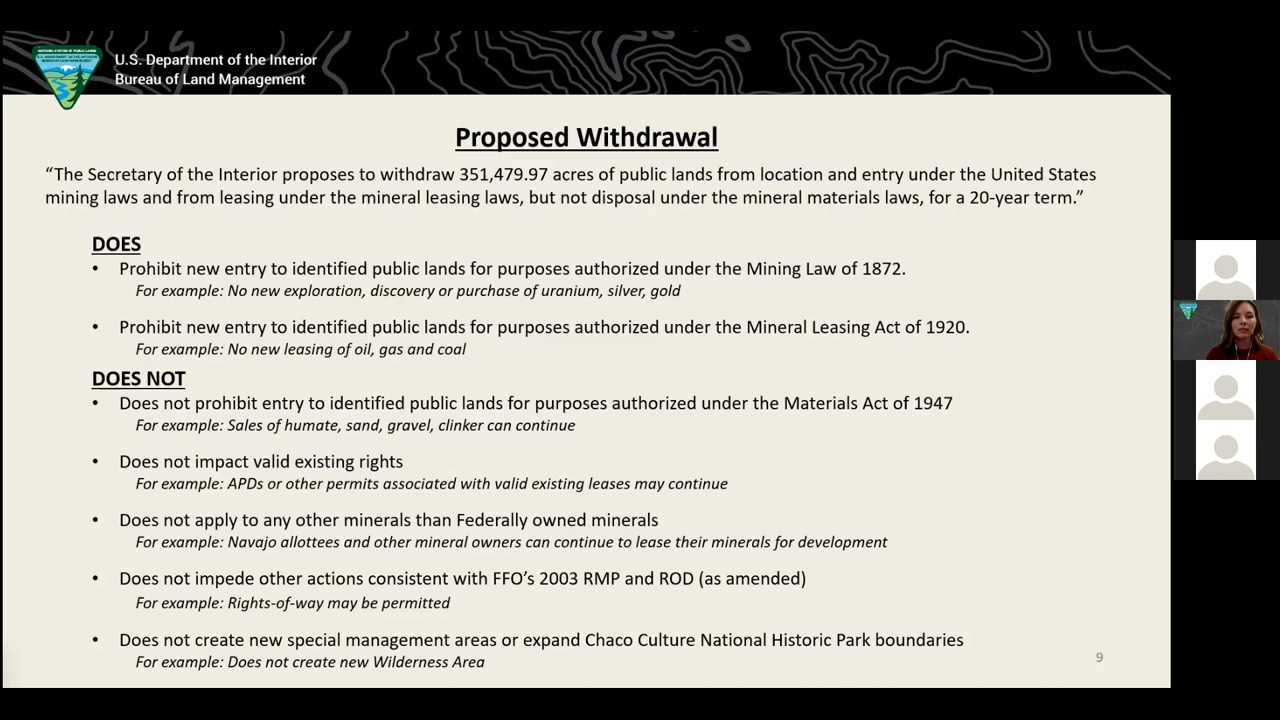 U.S. Department of the Interior
Bureau of Land Management
Proposed Withdrawal
“The Secretary of the Interior proposes to withdraw 351,479.97 acres of public lands from location and entry under the United States
mining laws and from leasing under the mineral leasing laws, but not disposal under the mineral materials laws, for a 20-year term.”
DOES
• Prohibit new entry to identified public lands for purposes authorized under the Mining Law of 1872.
For example: No new exploration, discovery or purchase of uranium, silver, gold
• Prohibit new entry to identified public lands for purposes authorized under the Mineral Leasing Act of 1920.
For example: No new leasing of oil, gas and coal
DOES NOT
• Does not prohibit entry to identified public lands for purposes authorized under the Materials Act of 1947
For example: Sales of humate, sand, gravel, clinker can continue
• Does not impact valid existing rights
For example: APDs or other permits associated with valid existing leases may continue
• Does not apply to any other minerals than Federally owned minerals
For example: Navajo allottees and other mineral owners can continue to lease their minerals for development
• Does not impede other actions consistent with FFO’s 2003 RMP and ROD (as amended)
For example: Rights-of-way may be permitted
• Does not create new special management areas or expand Chaco Culture National Historic Park boundaries
For example: Does not create new Wilderness Area
9